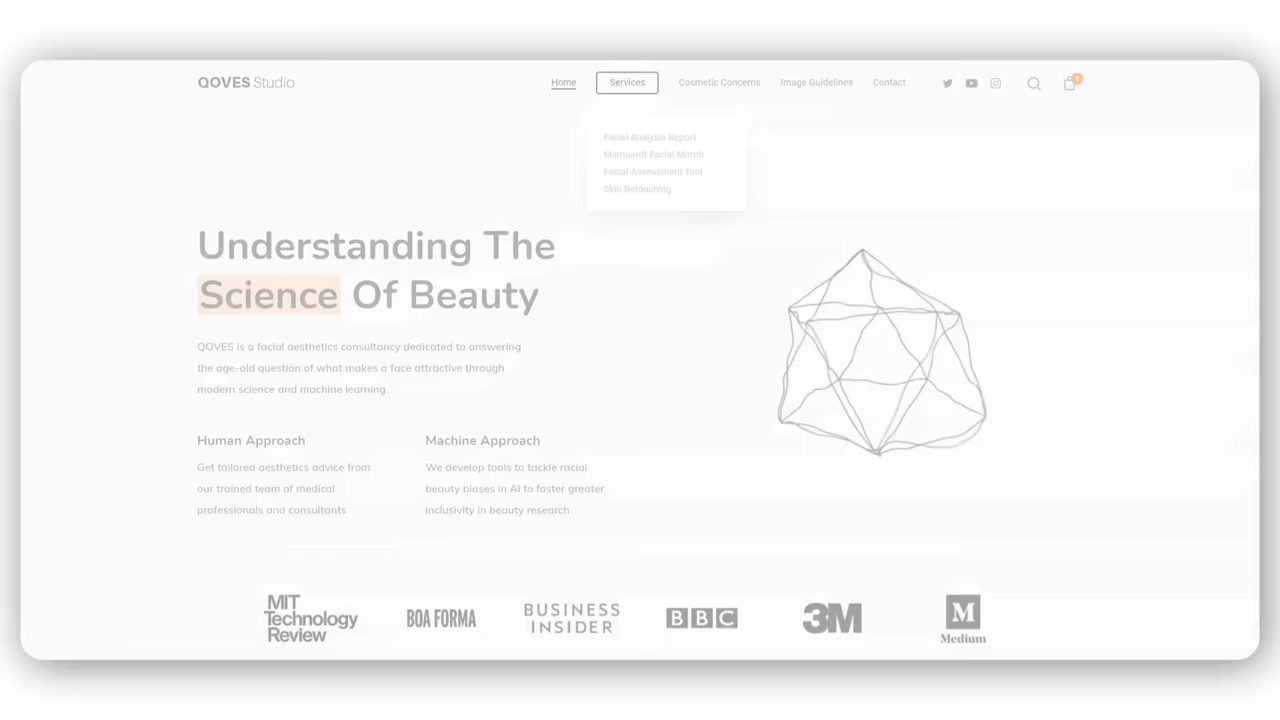 QOVES Studio
Home
Services
Cosmetic Concerns
Image Guidelines
Contact
Facial Analysis Report
Marquardt Facial Morph
Facial Assessment Tool
Skin Retouching
Understanding The
Science Of Beauty
QOVES is a facial aesthetics consultancy dedicated to answering
the age-old question of what makes a face attractive through
modern science and machine learning.
Human Approach
Get tailored aesthetics advice from
our trained team of medical
professionals and consultants
Machine Approach
We develop tools to tackle racial
beauty biases in AI to foster greater
inclusivity in beauty research
MIT
Technology
Review
BOA FORMA
BUSINESS
INSIDER
BBC
3M
M
Medium